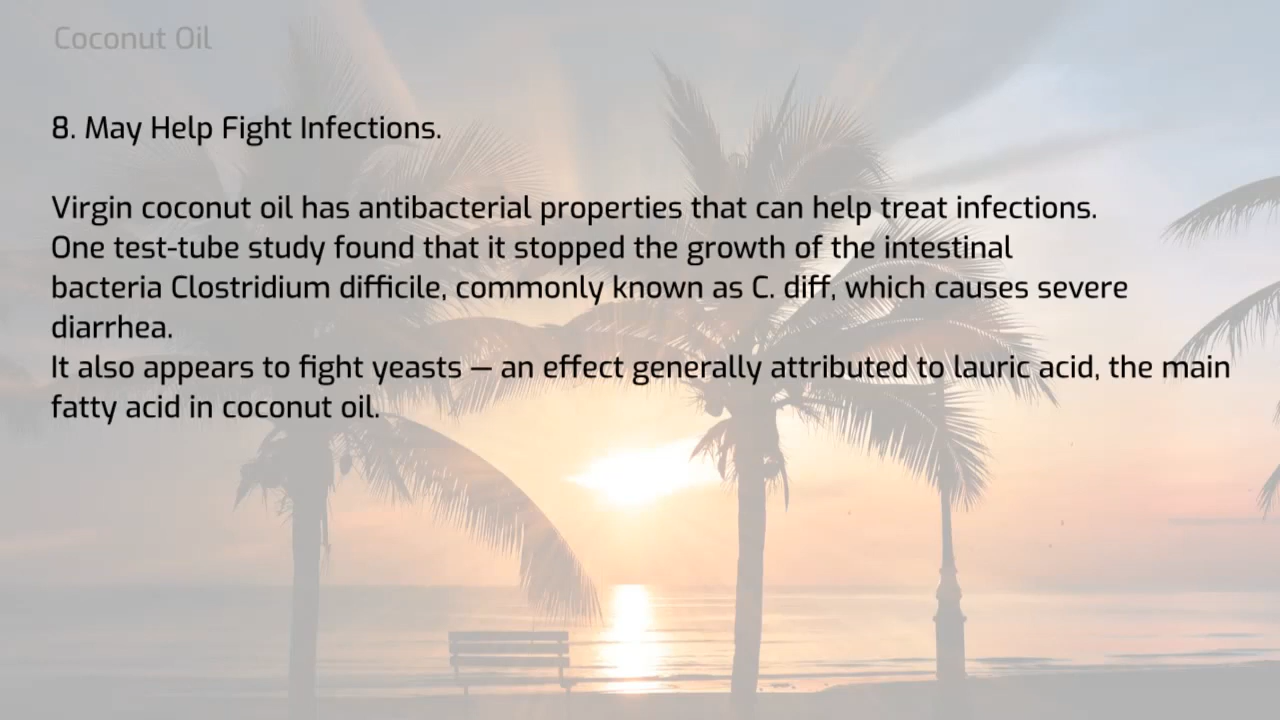 Coconut Oil
8. May Help Fight Infections.
Virgin coconut oil has antibacterial properties that can help treat infections.
One test-tube study found that it stopped the growth of the intestinal
bacteria Clostridium difficile, commonly known as C. diff, which causes severe
diarrhea.
It also appears to fight yeasts — an effect generally attributed to lauric acid, the main
fatty acid in coconut oil.